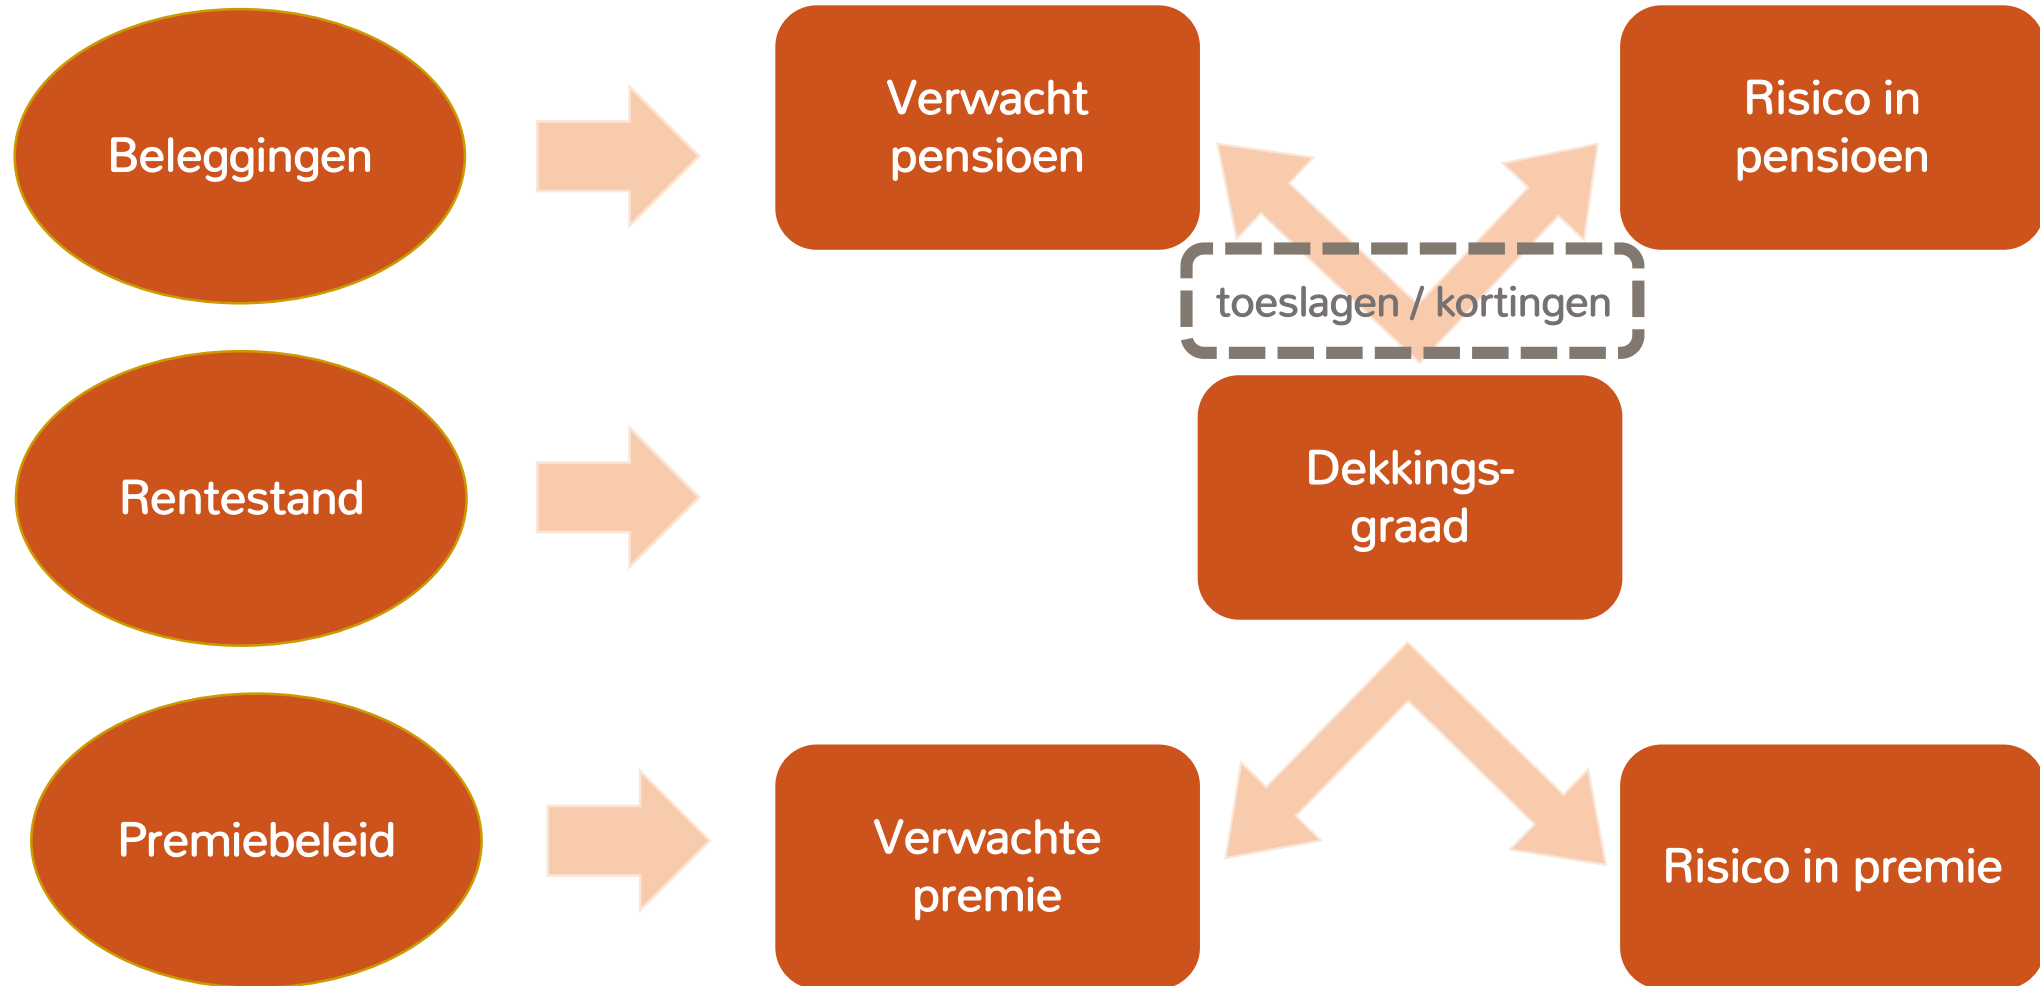 Beleggingen
Verwacht
pensioen
Risico in
pensioen
toeslagen / kortingen
Rentestand
Dekkings-
graad
Premiebeleid
Verwachte
premie
Risico in premie